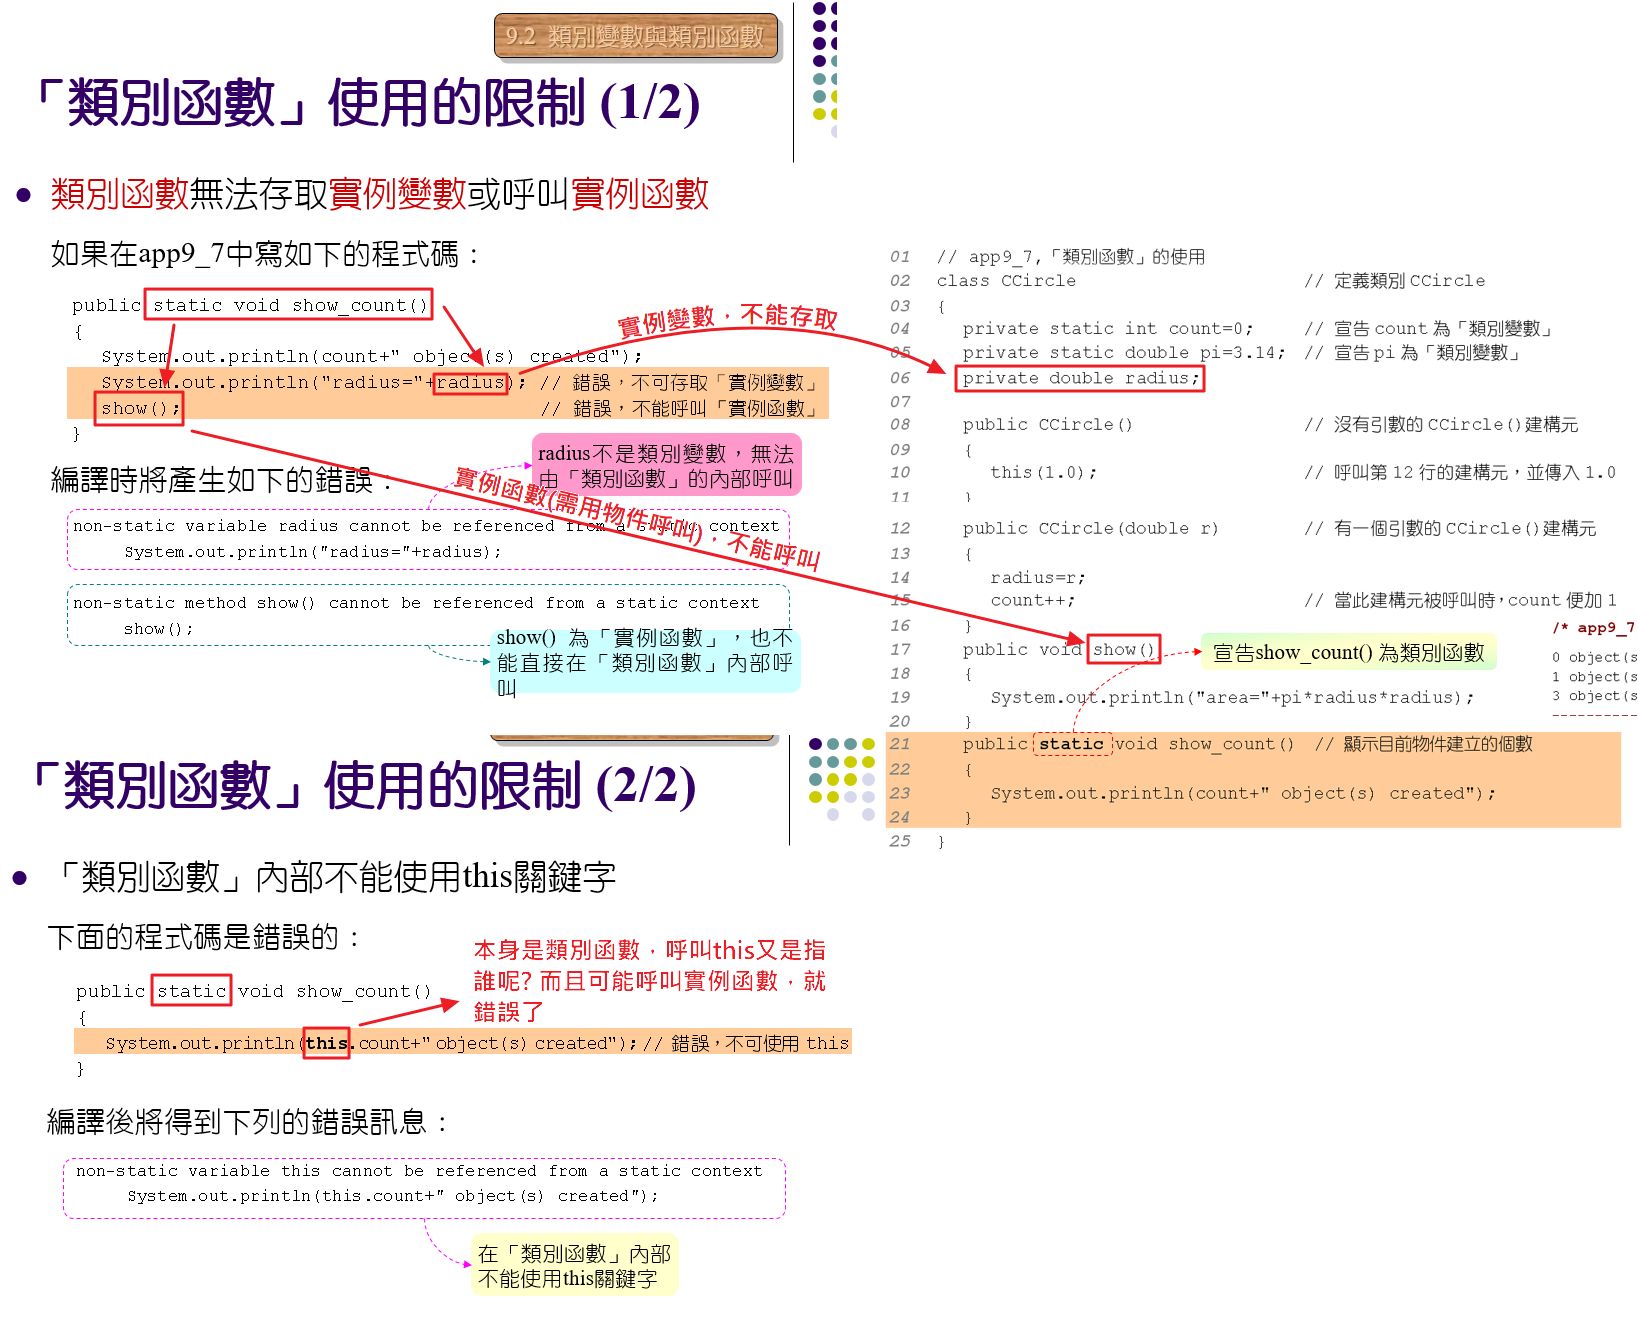 9.2 類別變數與類別函數
「類別函數」使用的限制 (1/2)
類別函數無法存取實例變數或呼叫實例函數
如果在app9_7中寫如下的程式碼：
public static void show_count()
{
System.out.println(count+" object(s) created");
System.out.println("radius="+radius); // 錯誤，不可存取「實例變數」
show(); // 錯誤，不能呼叫「實例函數」
}
實例變數，不能存取
實例函數(需用物件呼叫)，不能呼叫
編譯時將產生如下的錯誤：
radius不是類別變數，無法
由「類別函數」的內部呼叫
non-static variable radius cannot be referenced from a static context
System.out.println("radius="+radius);
non-static method show() cannot be referenced from a static context
show();
show() 為「實例函數」，也不
能直接在「類別函數」內部呼
叫
01 // app9_7,「類別函數」的使用
02 class CCircle // 定義類別 CCircle
03 {
04 private static int count=0; // 宣告 count 為「類別變數」
05 private static double pi=3.14; // 宣告 pi 為「類別變數」
06 private double radius;
07
08 public CCircle() // 沒有引數的 CCircle()建構元
09 {
10 this(1.0); // 呼叫第 12 行的建構元，並傳入 1.0
11 }
12 public CCircle(double r) // 有一個引數的 CCircle()建構元
13 {
14 radius=r;
15 count++; // 當此建構元被呼叫時，count 便加 1
16 }
17 public void show()
18 {
19 System.out.println("area="+pi*radius*radius);
20 }
21 public static void show_count() // 顯示目前物件建立的個數
22 {
23 System.out.println(count+" object(s) created");
24 }
25 }
宣告show_count() 為類別函數
/* app9_7
0 object(s
1 object(s
3 object(s
「類別函數」使用的限制 (2/2)
「類別函數」內部不能使用this關鍵字
下面的程式碼是錯誤的：
本身是類別函數，呼叫this又是指
誰呢? 而且可能呼叫實例函數，就
錯誤了
public static void show_count()
{
System.out.println(this.count+" object(s) created"); // 錯誤，不可使用 this
}
編譯後將得到下列的錯誤訊息：
non-static variable this cannot be referenced from a static context
System.out.println(this.count+" object(s) created");
在「類別函數」內部
不能使用this關鍵字